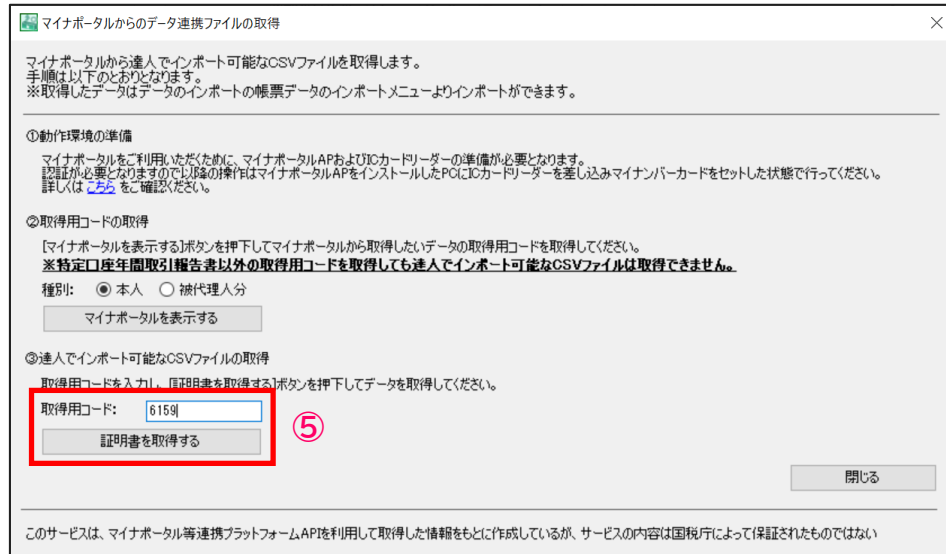 マイナポータルからのデータ連携ファイルの取得
マイナポータルから達人でインポート可能なCSVファイルを取得します。
手順は以下のとおりとなります。
※取得したデータはデータのインポートの帳票データのインポートメニューよりインポートができます。
①動作環境の準備
マイナポータルをご利用いただくために、マイナポータルAPおよびICカードリーダーの準備が必要となります。
認証が必要となりますので以降の操作はマイナポータルAPをインストールしたPCにICカードリーダーを差し込みマイナンバーカードをセットした状態で行ってください。
詳しくは こちら をご確認ください。
②取得用コードの取得
[マイナポータルを表示する]ボタンを押下してマイナポータルから取得したいデータの取得用コードを取得してください。
※特定口座年間取引報告書以外の取得用コードを取得しても達人でインポート可能なCSVファイルは取得できません。
種別: 本人 被代理人分
マイナポータルを表示する
③達人でインポート可能なCSVファイルの取得
取得用コードを入力し、[証明書を取得する]ボタンを押下してデータを取得してください。
取得用コード: 6159
⑤
証明書を取得する
閉じる
このサービスは、マイナポータル等連携プラットフォームAPIを利用して取得した情報をもとに作成しているが、サービスの内容は国税庁によって保証されたものではない